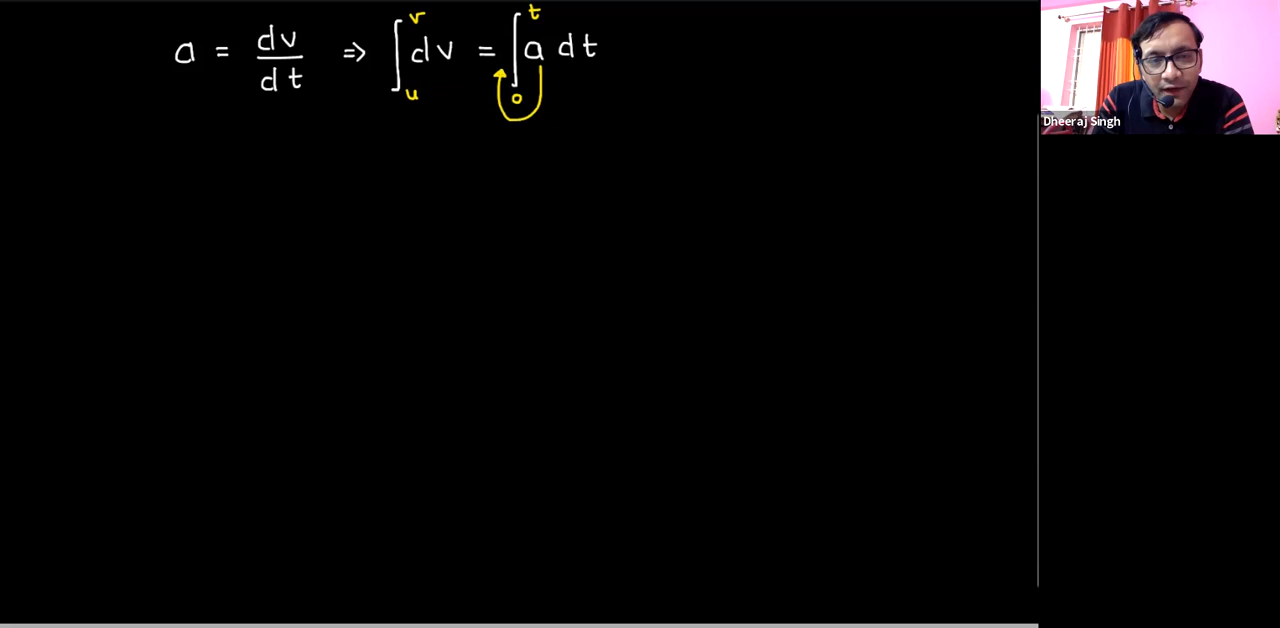 a = dv/dt ⇒ ∫_u^v dv = ∫_0^t a dt
Dheeraj Singh